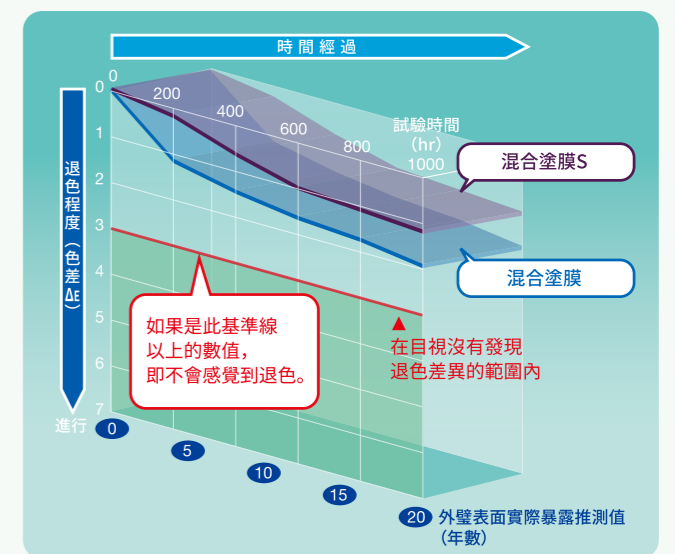 時間經過
0
0
200
400
600
800
試驗時間
（hr）
1000
1
2
3
4
5
6
7
退色程度（色差ΔE）
進行
混合塗膜S
混合塗膜
如果是此基準線
以上的數值，
即不會感覺到退色。
在目視沒有發現
退色差異的範圍內
0
5
10
15
20
外壁表面實際暴露推測值
（年數）